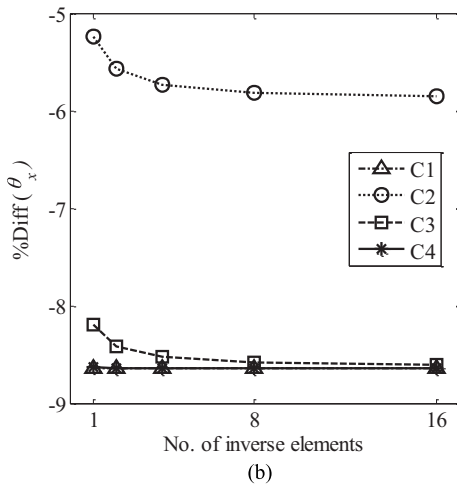 -5
-6
-7
-8
-9
%Diff(θx)
C1
C2
C3
C4
1
8
16
No. of inverse elements
(b)